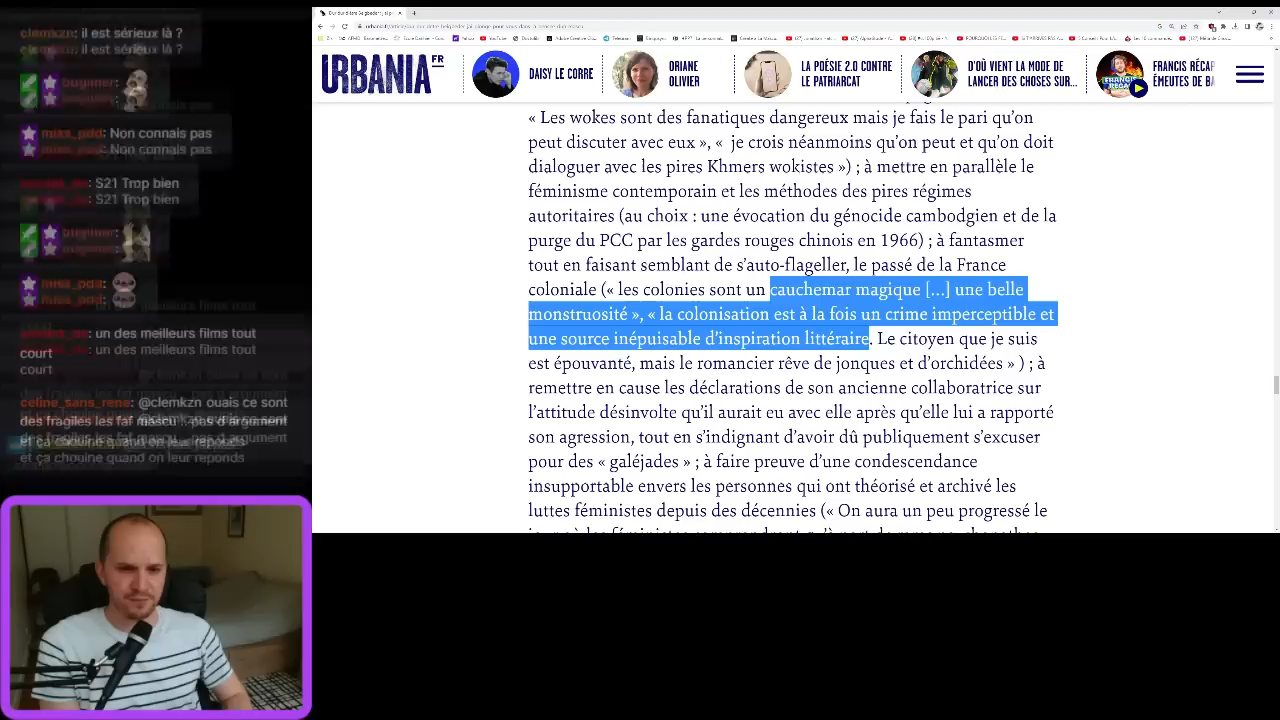 clemkzn: il est sérieux là ?
miss_pdd: Non connais pas
S21 Trop bien
miss_pdd:
un des meilleurs films tout
court
celine_sans_rene: @clemkzn ouais ce sont
des fragiles les faf mascu
pas d'argument
et ça chouine quand on leur reponds
URBANIA FR
DAISY LE CORRE
ORIANE
OLIVIER
LA POÉSIE 2.0 CONTRE
LE PATRIARCAT
D'OÙ VIENT LA MODE DE
LANCER DES CHOSES SUR...
FRANCIS RÉCAP
ÉMEUTES DE BA
« Les wokes sont des fanatiques dangereux mais je fais le pari qu'on
peut discuter avec eux », «  je crois néanmoins qu'on peut et qu'on doit
dialoguer avec les pires Khmers wokistes ») ; à mettre en parallèle le
féminisme contemporain et les méthodes des pires régimes
autoritaires (au choix : une évocation du génocide cambodgien et de la
purge du PCC par les gardes rouges chinois en 1966) ; à fantasmer
tout en faisant semblant de s'auto-flageller, le passé de la France
coloniale (« les colonies sont un cauchemar magique [...] une belle
monstruosité », « la colonisation est à la fois un crime imperceptible et
une source inépuisable d'inspiration littéraire. Le citoyen que je suis
est épouvanté, mais le romancier rêve de jonques et d'orchidées » ) ; à
remettre en cause les déclarations de son ancienne collaboratrice sur
l'attitude désinvolte qu'il aurait eu avec elle après qu'elle lui a rapporté
son agression, tout en s'indignant d'avoir dû publiquement s'excuser
pour des « galéjades » ; à faire preuve d'une condescendance
insupportable envers les personnes qui ont théorisé et archivé les
luttes féministes depuis des décennies (« On aura un peu progressé le